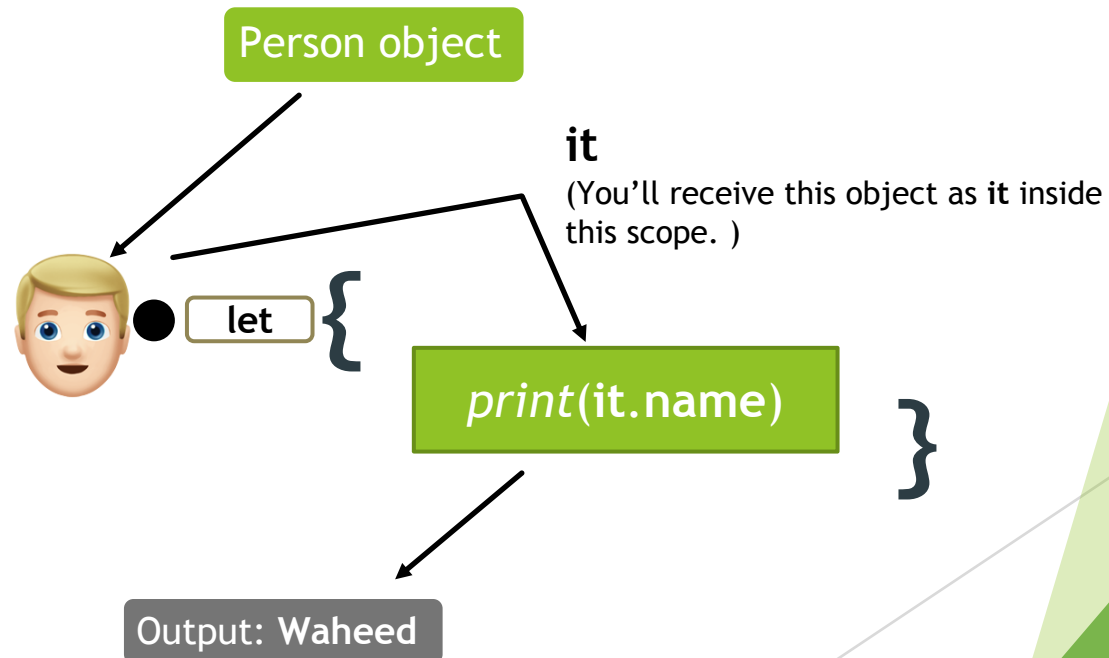 Person object
it
(You’ll receive this object as it inside
this scope. )
let {
print(it.name)
}
Output: Waheed